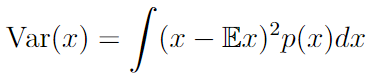 Var(x) = ∫(x − 𝔼x)²p(x)dx